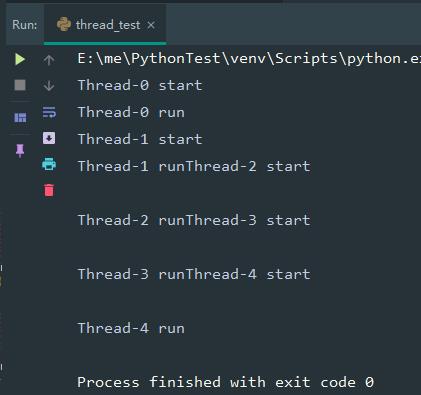 Run: thread_test ×
E:\me\PythonTest\venv\Scripts\python.ex
Thread-0 start
Thread-0 run
Thread-1 start
Thread-1 runThread-2 start
Thread-2 runThread-3 start
Thread-3 runThread-4 start
Thread-4 run
Process finished with exit code 0